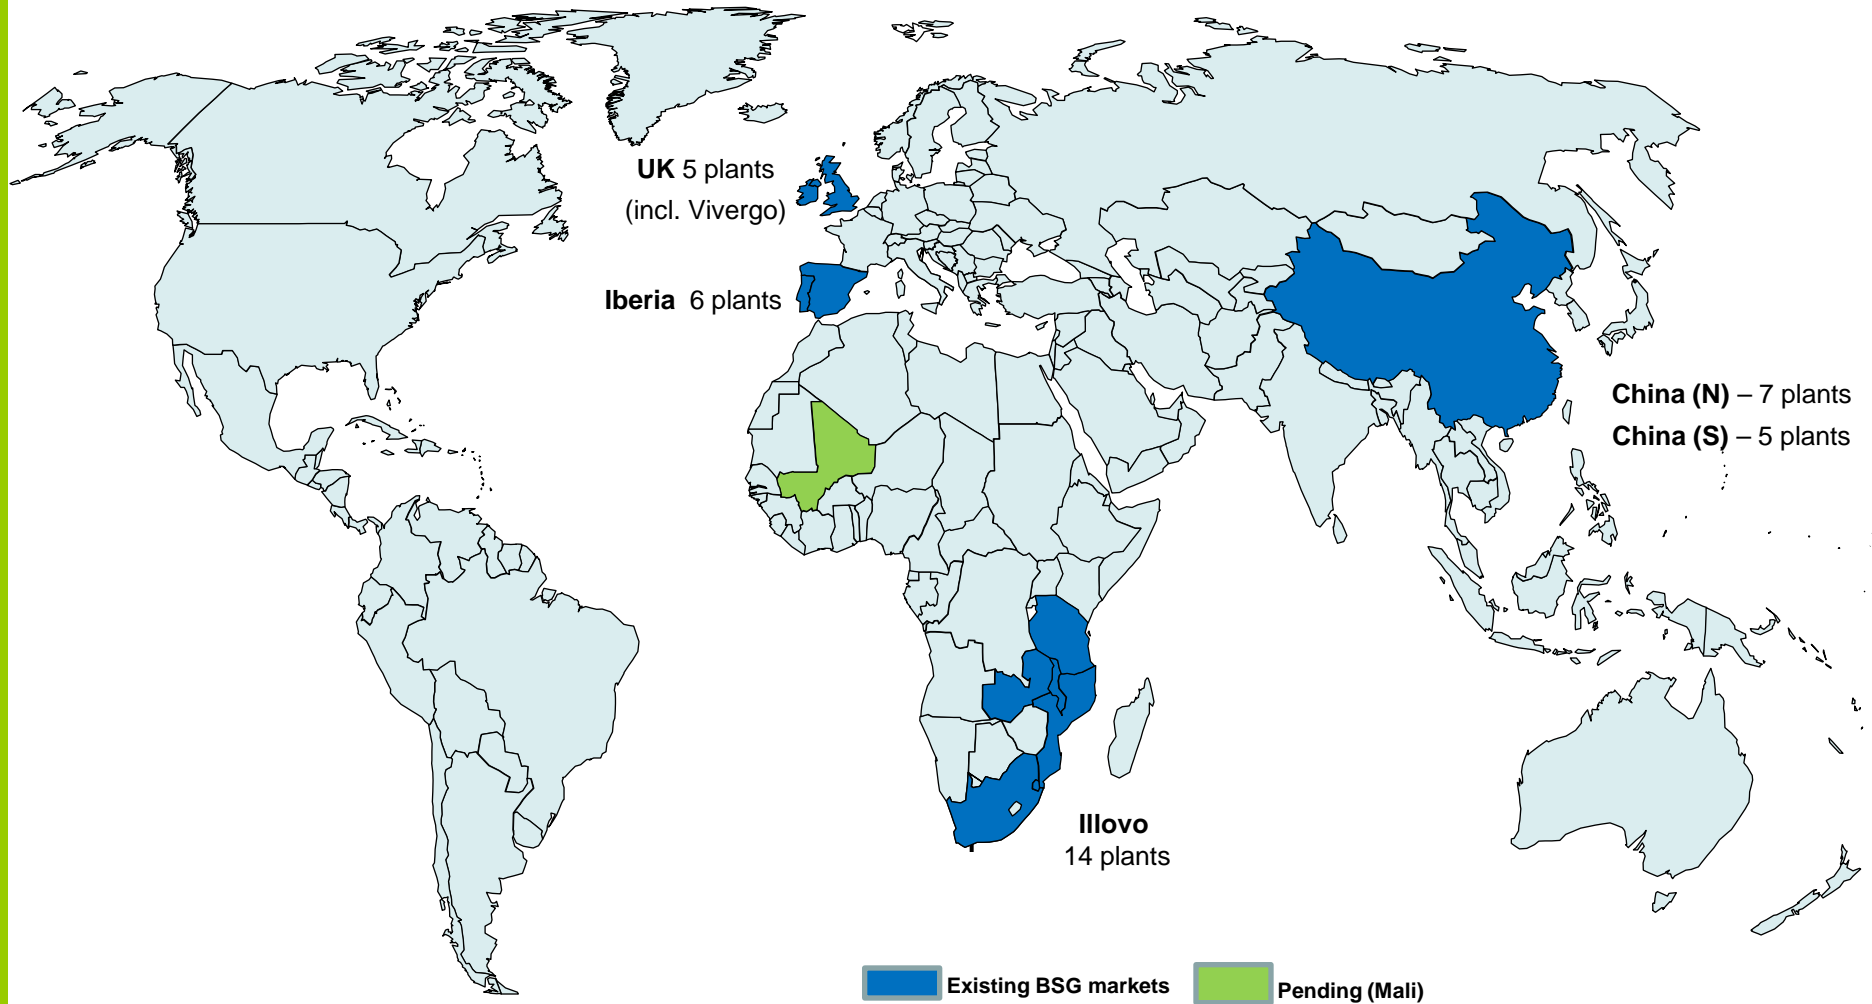 UK 5 plants
(incl. Vivergo)
Iberia 6 plants
China (N) – 7 plants
China (S) – 5 plants
Illovo
14 plants
Existing BSG markets
Pending (Mali)